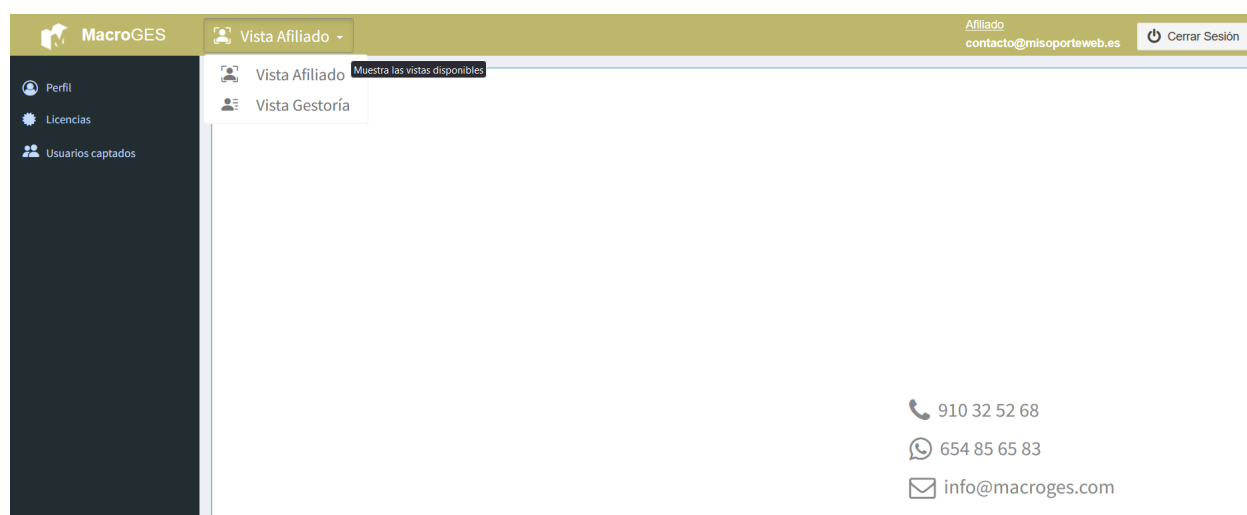 MacroGES
Vista Afiliado
Afiliado
contacto@misoporteweb.es
Cerrar Sesión
Vista Afiliado
Muestra las vistas disponibles
Vista Gestoría
Perfil
Licencias
Usuarios captados
910 32 52 68
654 85 65 83
info@macroges.com